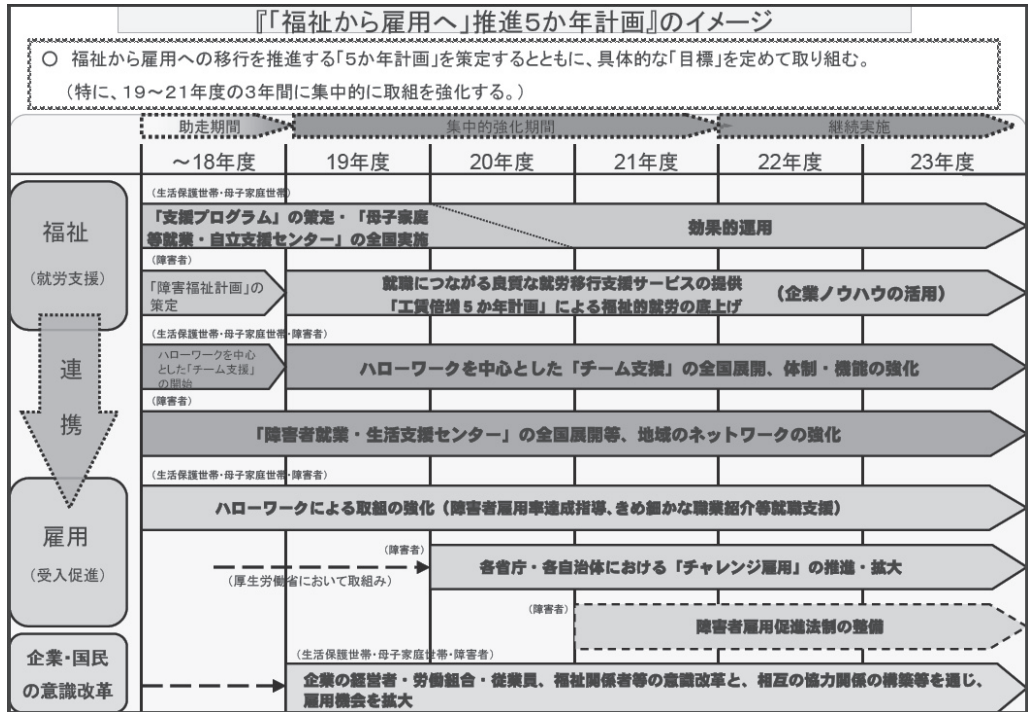 『「福祉から雇用へ」推進5か年計画』のイメージ
○ 福祉から雇用への移行を推進する「5か年計画」を策定するとともに、具体的な「目標」を定めて取り組む。
（特に、19～21年度の3年間に集中的に取組を強化する。）
助走期間
集中的強化期間
継続実施
～18年度
19年度
20年度
21年度
22年度
23年度
福祉
（就労支援）
（生活保護世帯・母子家庭世帯）
「支援プログラム」の策定・「母子家庭
等就業・自立支援センター」の全国実施
効果的運用
（障害者）
「障害福祉計画」の
策定
就職につながる良質な就労移行支援サービスの提供
「工賃倍増５か年計画」による福祉的就労の底上げ
（企業ノウハウの活用）
連
携
（生活保護世帯・母子家庭世帯・障害者）
ハローワークを中心
とした「チーム支援」
の開始
ハローワークを中心とした「チーム支援」の全国展開、体制・機能の強化
（障害者）
「障害者就業・生活支援センター」の全国展開等、地域のネットワークの強化
雇用
（受入促進）
（生活保護世帯・母子家庭世帯・障害者）
ハローワークによる取組の強化（障害者雇用率達成指導、きめ細かな職業紹介等就職支援）
（障害者）
（厚生労働省において取組み）
各省庁・各自治体における「チャレンジ雇用」の推進・拡大
（障害者）
障害者雇用促進法制の整備
企業・国民
の意識改革
（生活保護世帯・母子家庭世帯・障害者）
企業の経営者・労働組合・従業員、福祉関係者等の意識改革と、相互の協力関係の構築等を通じ、
雇用機会を拡大